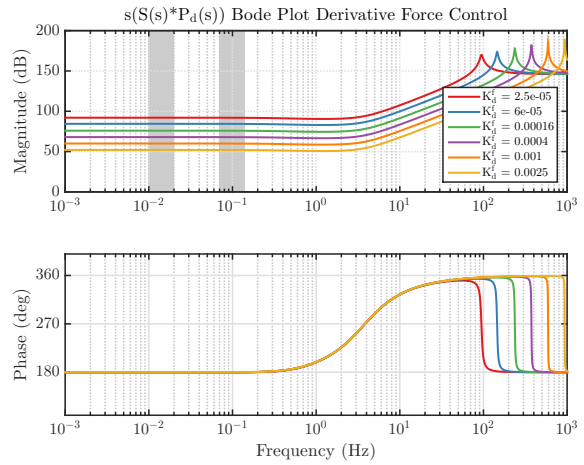 s(S(s)*P_d(s)) Bode Plot Derivative Force Control
Magnitude (dB)
200
150
100
50
0
K_d^f = 2.5e-05
K_d^f = 6e-05
K_d^f = 0.00016
K_d^f = 0.0004
K_d^f = 0.001
K_d^f = 0.0025
10^-3 10^-2 10^-1 10^0 10^1 10^2 10^3
Phase (deg)
360
270
180
10^-3 10^-2 10^-1 10^0 10^1 10^2 10^3
Frequency (Hz)